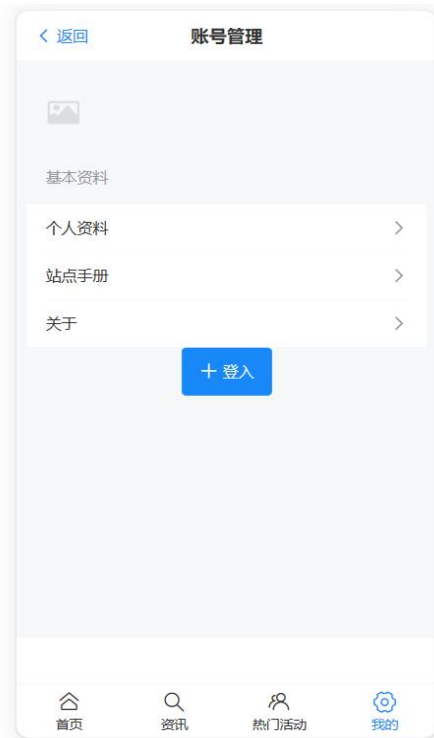 返回
账号管理
基本资料
个人资料
站点手册
关于
登入
首页
资讯
热门活动
我的